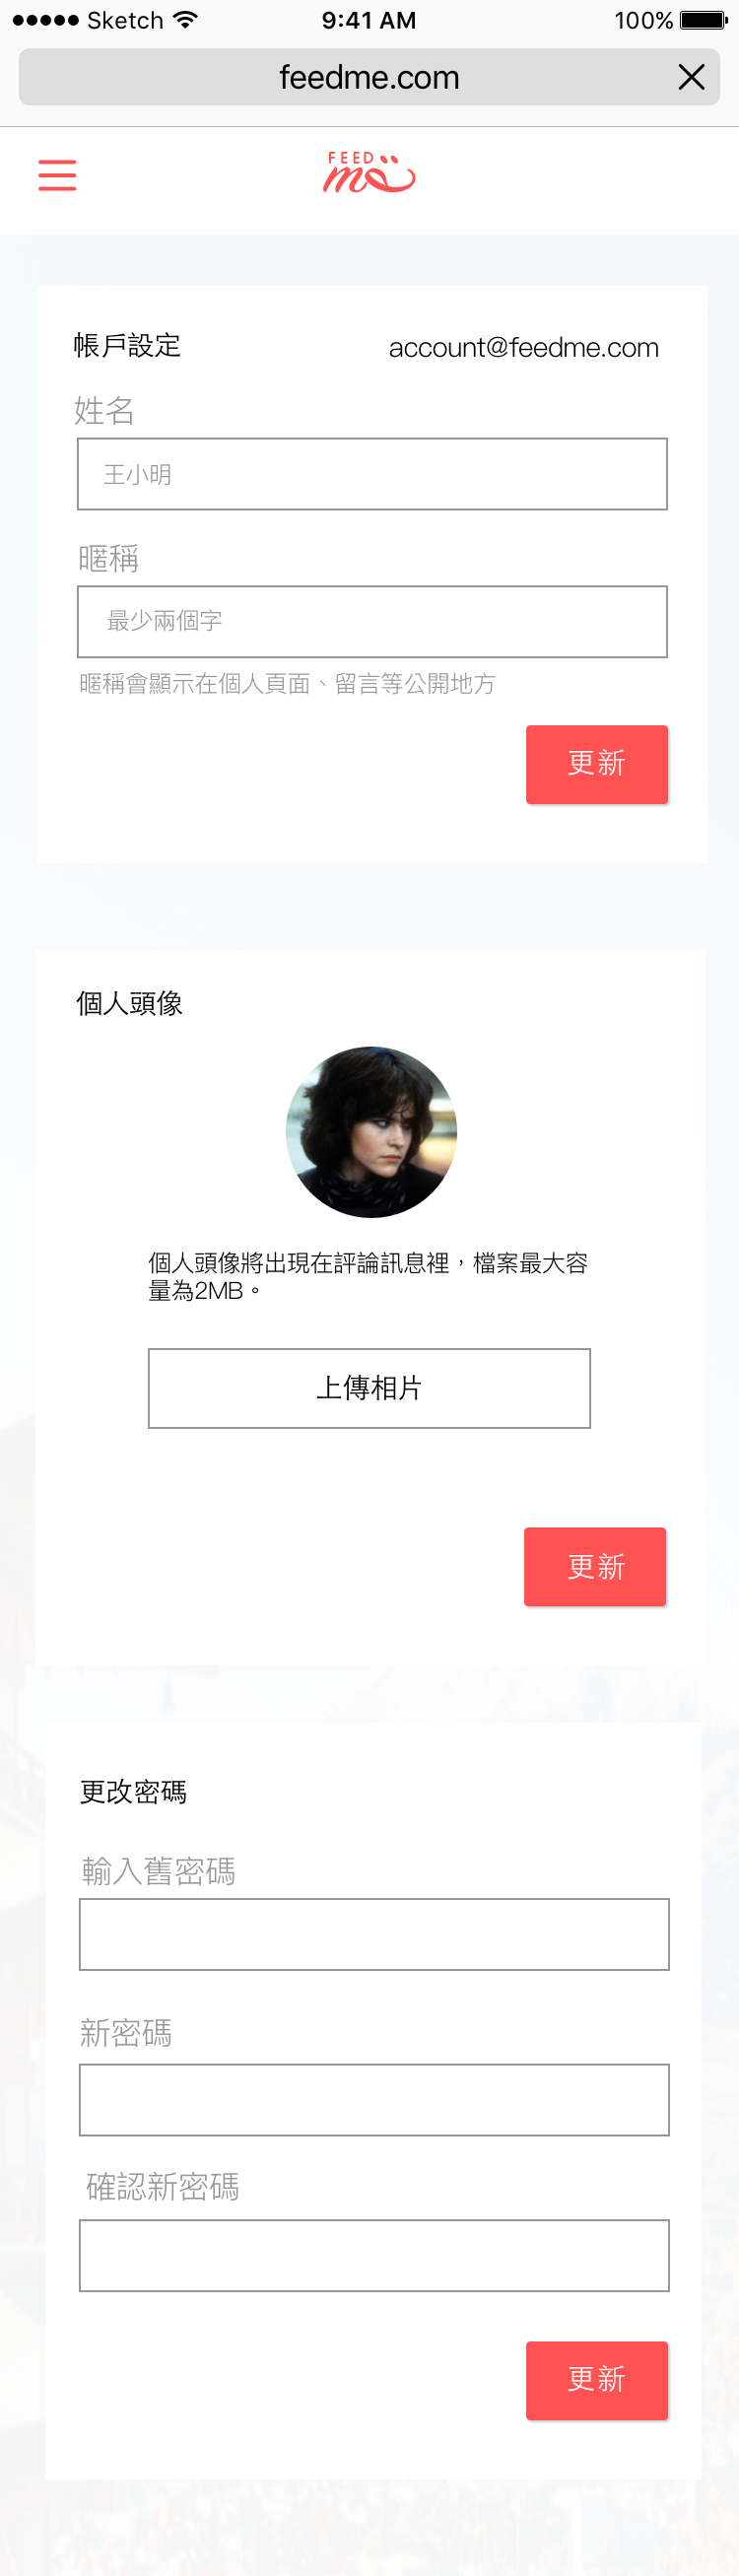 Sketch 9:41 AM 100%
feedme.com
FEED
me
帳戶設定 account@feedme.com
姓名
王小明
暱稱
最少兩個字
暱稱會顯示在個人頁面、留言等公開地方
更新
個人頭像
個人頭像將出現在評論訊息裡，檔案最大容
量為2MB。
上傳相片
更新
更改密碼
輸入舊密碼
新密碼
確認新密碼
更新